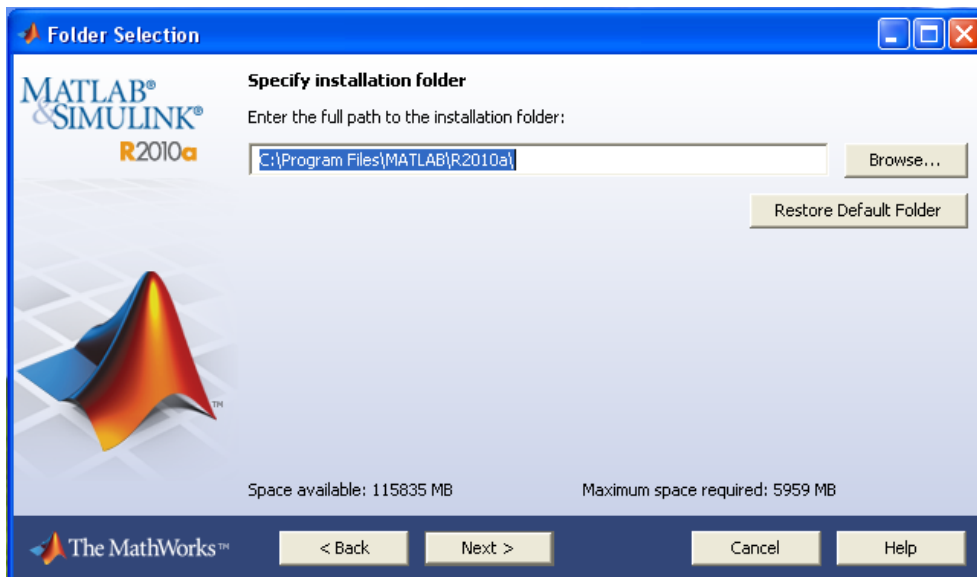 Folder Selection
MATLAB®
&SIMULINK®
R2010a
Specify installation folder
Enter the full path to the installation folder:
C:\Program Files\MATLAB\R2010a\
Browse...
Restore Default Folder
TM
Space available: 115835 MB
Maximum space required: 5959 MB
The MathWorks™
< Back
Next >
Cancel
Help